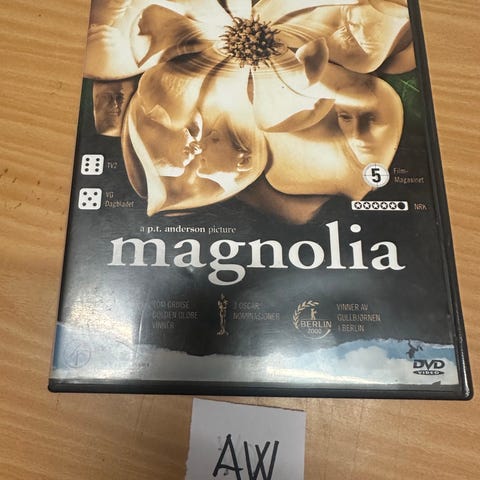 TV2
VG
Dagbladet
5
Film-
Magasinet
NRK
a p.t. anderson picture
magnolia
TOM CRUISE
GOLDEN GLOBE
VINNER
3 OSCAR
NOMINASJONER
BERLIN
2000
VINNER AV
GULLBJØRNEN
I BERLIN
DVD
VIDEO
AW